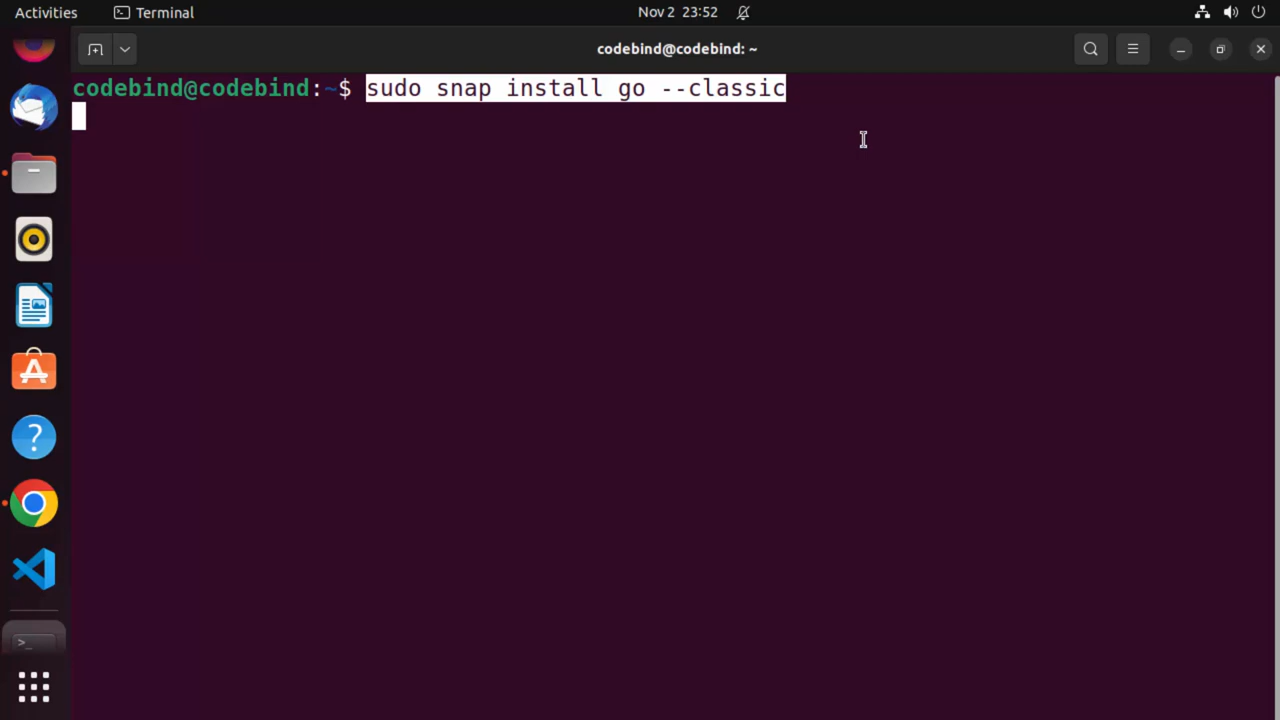 Activities Terminal Nov 2 23:52
codebind@codebind: ~
codebind@codebind:~$ sudo snap install go --classic